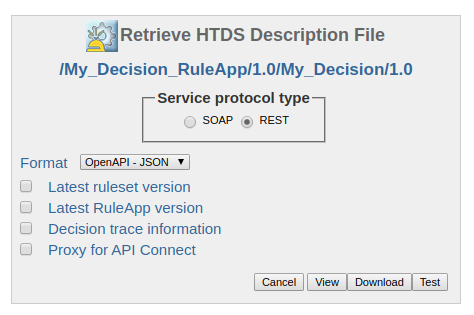 Retrieve HTDS Description File
/My_Decision_RuleApp/1.0/My_Decision/1.0
Service protocol type
SOAP REST
Format OpenAPI - JSON
Latest ruleset version
Latest RuleApp version
Decision trace information
Proxy for API Connect
Cancel View Download Test